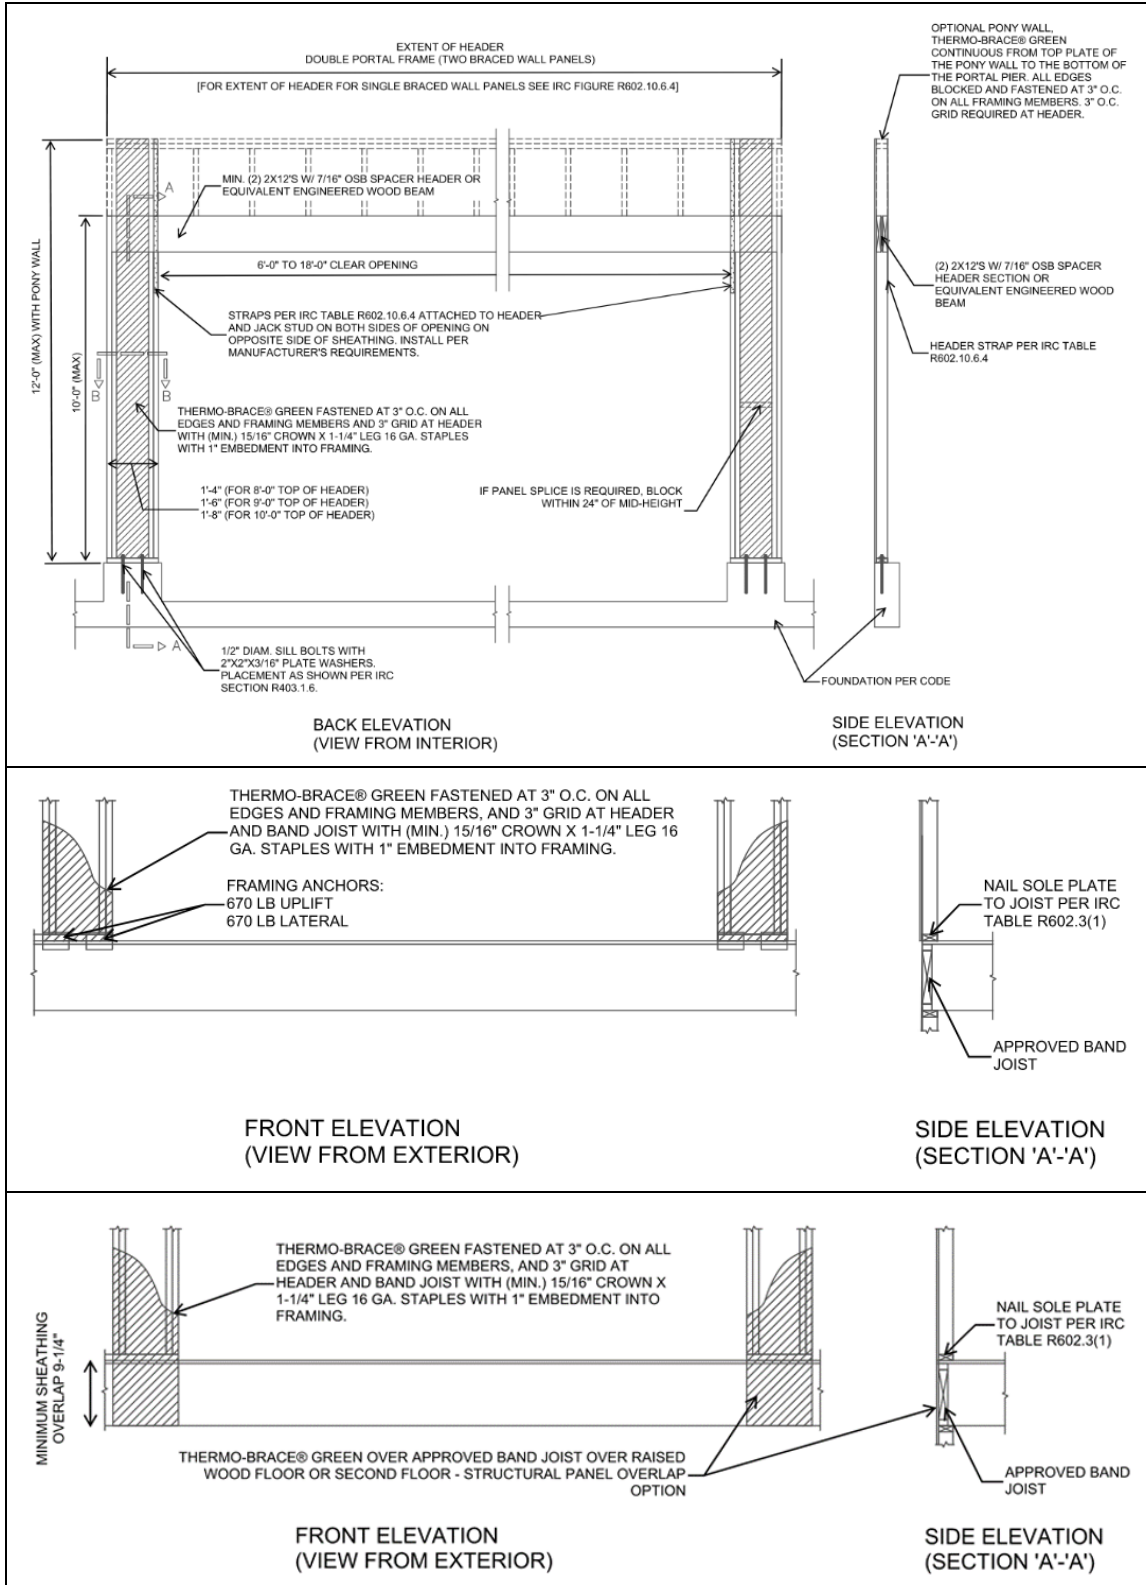 EXTENT OF HEADER
DOUBLE PORTAL FRAME (TWO BRACED WALL PANELS)
[FOR EXTENT OF HEADER FOR SINGLE BRACED WALL PANELS SEE IRC FIGURE R602.10.6.4]
OPTIONAL PONY WALL,
THERMO-BRACE® GREEN
CONTINUOUS FROM TOP PLATE OF
THE PONY WALL TO THE BOTTOM OF
THE PORTAL PIER. ALL EDGES
BLOCKED AND FASTENED AT 3" O.C.
ON ALL FRAMING MEMBERS. 3" O.C.
GRID REQUIRED AT HEADER.
A
MIN. (2) 2X12'S W/ 7/16" OSB SPACER HEADER OR
EQUIVALENT ENGINEERED WOOD BEAM
12'-0" (MAX) WITH PONY WALL
10'-0" (MAX)
6'-0" TO 18'-0" CLEAR OPENING
(2) 2X12'S W/ 7/16" OSB SPACER
HEADER SECTION OR
EQUIVALENT ENGINEERED WOOD
BEAM
STRAPS PER IRC TABLE R602.10.6.4 ATTACHED TO HEADER
AND JACK STUD ON BOTH SIDES OF OPENING ON
OPPOSITE SIDE OF SHEATHING. INSTALL PER
MANUFACTURER'S REQUIREMENTS.
HEADER STRAP PER IRC TABLE
R602.10.6.4
B
B
THERMO-BRACE® GREEN FASTENED AT 3" O.C. ON ALL
EDGES AND FRAMING MEMBERS AND 3" GRID AT HEADER
WITH (MIN.) 15/16" CROWN X 1-1/4" LEG 16 GA. STAPLES
WITH 1" EMBEDMENT INTO FRAMING.
1'-4" (FOR 8'-0" TOP OF HEADER)
1'-6" (FOR 9'-0" TOP OF HEADER)
1'-8" (FOR 10'-0" TOP OF HEADER)
IF PANEL SPLICE IS REQUIRED, BLOCK
WITHIN 24" OF MID-HEIGHT
A
1/2" DIAM. SILL BOLTS WITH
2"X2"X3/16" PLATE WASHERS.
PLACEMENT AS SHOWN PER IRC
SECTION R403.1.6.
FOUNDATION PER CODE
BACK ELEVATION
(VIEW FROM INTERIOR)
SIDE ELEVATION
(SECTION 'A'-'A')
THERMO-BRACE® GREEN FASTENED AT 3" O.C. ON ALL
EDGES AND FRAMING MEMBERS, AND 3" GRID AT HEADER
AND BAND JOIST WITH (MIN.) 15/16" CROWN X 1-1/4" LEG 16
GA. STAPLES WITH 1" EMBEDMENT INTO FRAMING.
FRAMING ANCHORS:
670 LB UPLIFT
670 LB LATERAL
NAIL SOLE PLATE
TO JOIST PER IRC
TABLE R602.3(1)
APPROVED BAND
JOIST
FRONT ELEVATION
(VIEW FROM EXTERIOR)
SIDE ELEVATION
(SECTION 'A'-'A')
THERMO-BRACE® GREEN FASTENED AT 3" O.C. ON ALL
EDGES AND FRAMING MEMBERS, AND 3" GRID AT
HEADER AND BAND JOIST WITH (MIN.) 15/16" CROWN X
1-1/4" LEG 16 GA. STAPLES WITH 1" EMBEDMENT INTO
FRAMING.
NAIL SOLE PLATE
TO JOIST PER IRC
TABLE R602.3(1)
MINIMUM SHEATHING
OVERLAP 9-1/4"
THERMO-BRACE® GREEN OVER APPROVED BAND JOIST OVER RAISED
WOOD FLOOR OR SECOND FLOOR - STRUCTURAL PANEL OVERLAP
OPTION
APPROVED BAND
JOIST
FRONT ELEVATION
(VIEW FROM EXTERIOR)
SIDE ELEVATION
(SECTION 'A'-'A')